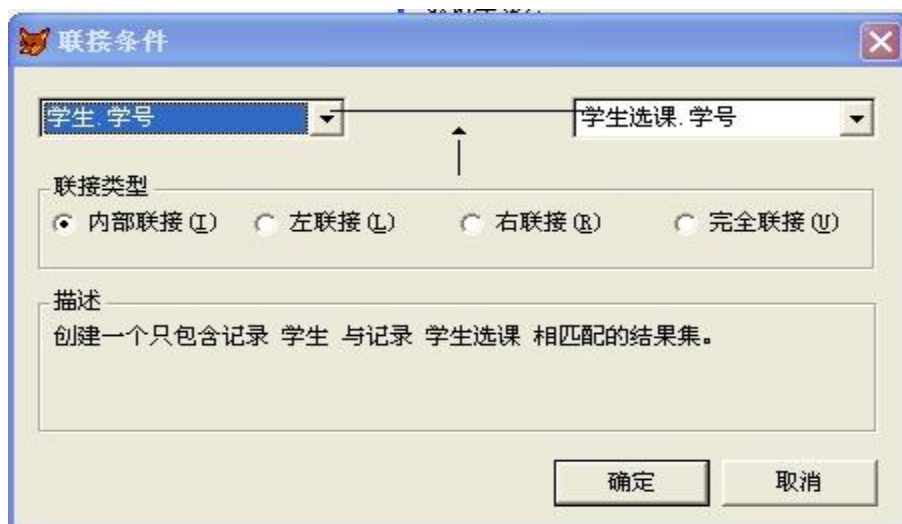 联接条件
学生.学号
学生选课.学号
联接类型
内部联接(I) 左联接(L) 右联接(R) 完全联接(U)
描述
创建一个只包含记录 学生 与记录 学生选课 相匹配的结果集。
确定 取消